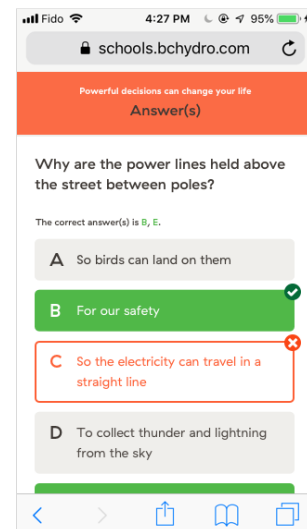 Fido 4:27 PM 95%
schools.bchydro.com
Powerful decisions can change your life
Answer(s)
Why are the power lines held above
the street between poles?
The correct answer(s) is B, E.
A So birds can land on them
B For our safety
C So the electricity can travel in a
straight line
D To collect thunder and lightning
from the sky